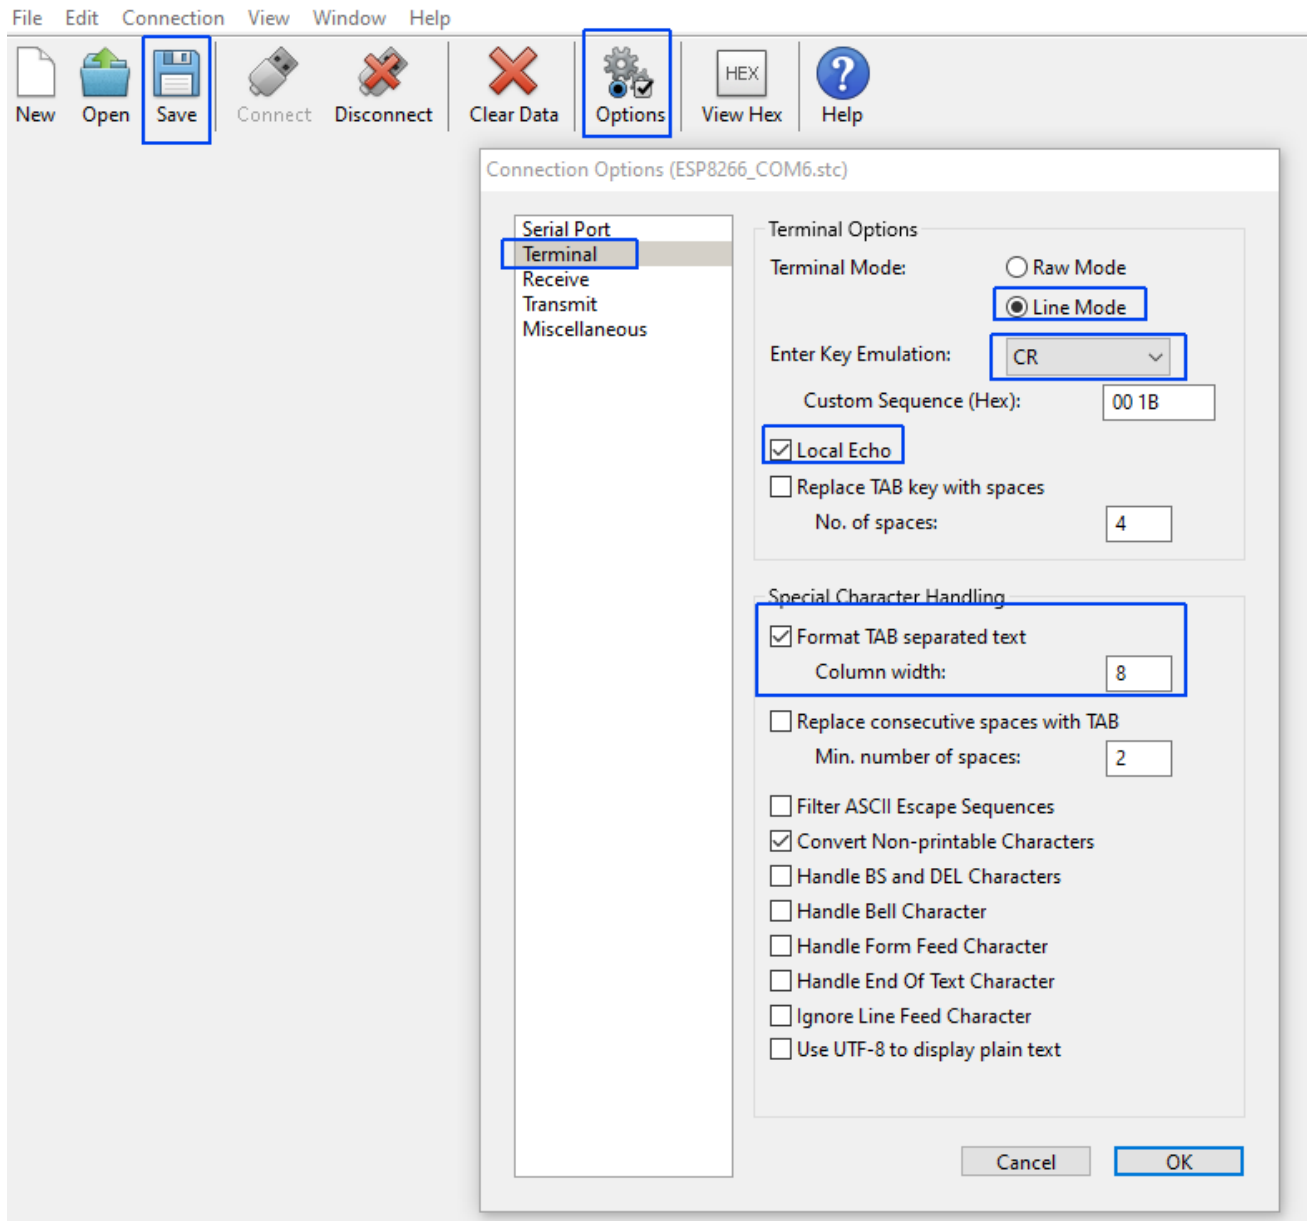 File Edit Connection View Window Help
HEX
New Open Save Connect Disconnect Clear Data Options View Hex Help
Connection Options (ESP8266_COM6.stc)
Serial Port
Terminal
Receive
Transmit
Miscellaneous
Terminal Options
Terminal Mode: Raw Mode
Line Mode
Enter Key Emulation: CR
Custom Sequence (Hex): 00 1B
Local Echo
Replace TAB key with spaces
No. of spaces: 4
Special Character Handling
Format TAB separated text
Column width: 8
Replace consecutive spaces with TAB
Min. number of spaces: 2
Filter ASCII Escape Sequences
Convert Non-printable Characters
Handle BS and DEL Characters
Handle Bell Character
Handle Form Feed Character
Handle End Of Text Character
Ignore Line Feed Character
Use UTF-8 to display plain text
Cancel OK